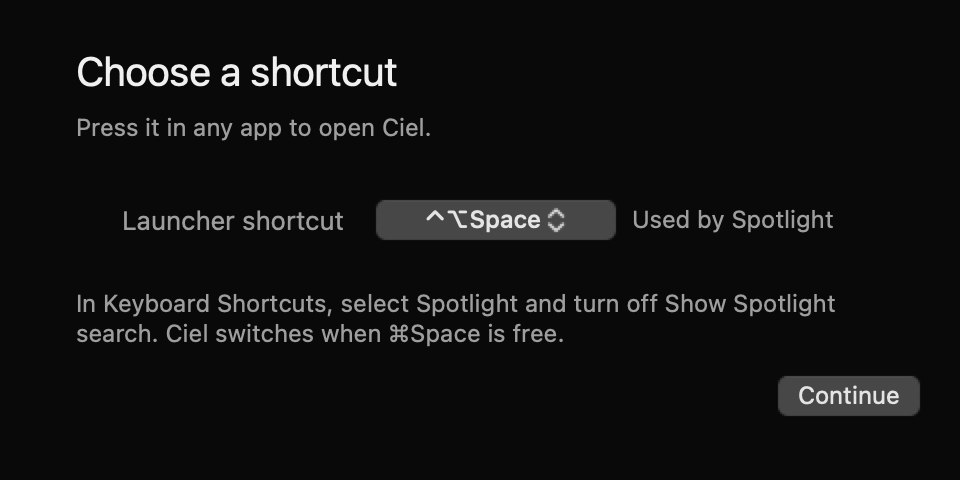 Choose a shortcut
Press it in any app to open Ciel.
Launcher shortcut ^⌥Space Used by Spotlight
In Keyboard Shortcuts, select Spotlight and turn off Show Spotlight
search. Ciel switches when ⌘Space is free.
Continue